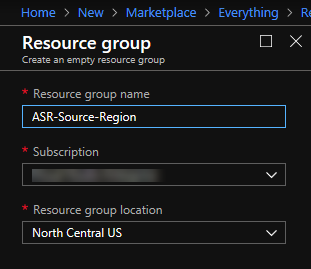 Home > New > Marketplace > Everything > Re
Resource group
Create an empty resource group
* Resource group name
ASR-Source-Region
* Subscription
* Resource group location
North Central US